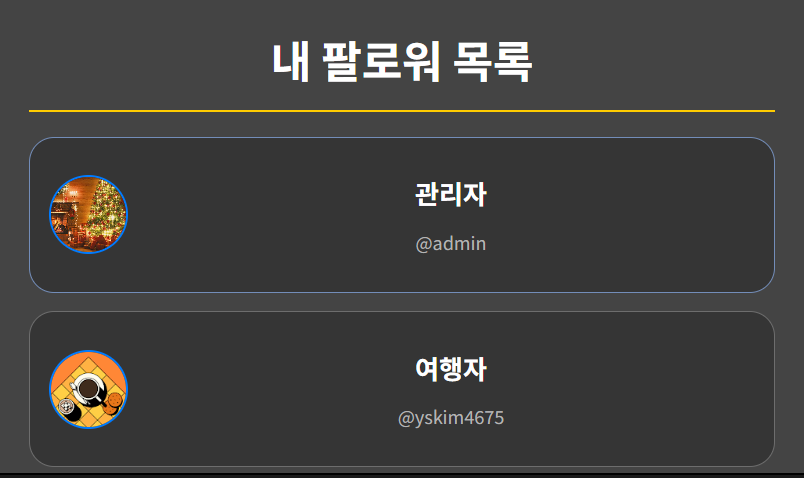 내 팔로워 목록
관리자
@admin
여행자
@yskim4675